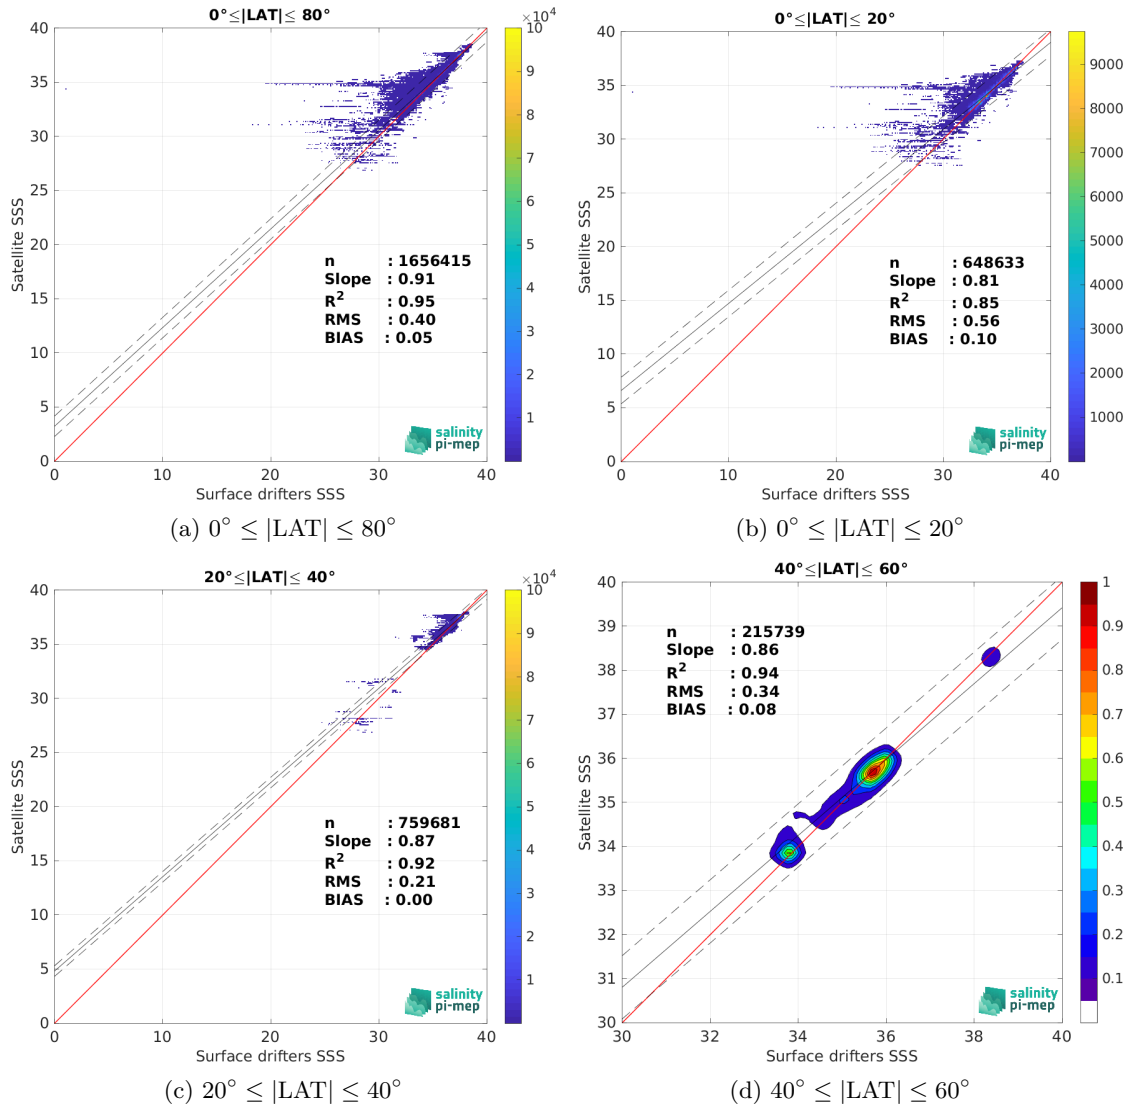 0°≤|LAT|≤ 80°
×10⁴
Satellite SSS
40
35
30
25
20
15
10
5
0
n : 1656415
Slope : 0.91
R² : 0.95
RMS : 0.40
BIAS : 0.05
salinity
pi-mep
0 10 20 30 40
Surface drifters SSS
10
9
8
7
6
5
4
3
2
1
(a) 0° ≤ |LAT| ≤ 80°
0°≤|LAT|≤ 20°
Satellite SSS
40
35
30
25
20
15
10
5
0
n : 648633
Slope : 0.81
R² : 0.85
RMS : 0.56
BIAS : 0.10
salinity
pi-mep
0 10 20 30 40
Surface drifters SSS
9000
8000
7000
6000
5000
4000
3000
2000
1000
(b) 0° ≤ |LAT| ≤ 20°
20°≤|LAT|≤ 40°
×10⁴
Satellite SSS
40
35
30
25
20
15
10
5
0
n : 759681
Slope : 0.87
R² : 0.92
RMS : 0.21
BIAS : 0.00
salinity
pi-mep
0 10 20 30 40
Surface drifters SSS
10
9
8
7
6
5
4
3
2
1
(c) 20° ≤ |LAT| ≤ 40°
40°≤|LAT|≤ 60°
Satellite SSS
40
39
38
37
36
35
34
33
32
31
30
n : 215739
Slope : 0.86
R² : 0.94
RMS : 0.34
BIAS : 0.08
salinity
pi-mep
30 32 34 36 38 40
Surface drifters SSS
1
0.9
0.8
0.7
0.6
0.5
0.4
0.3
0.2
0.1
(d) 40° ≤ |LAT| ≤ 60°